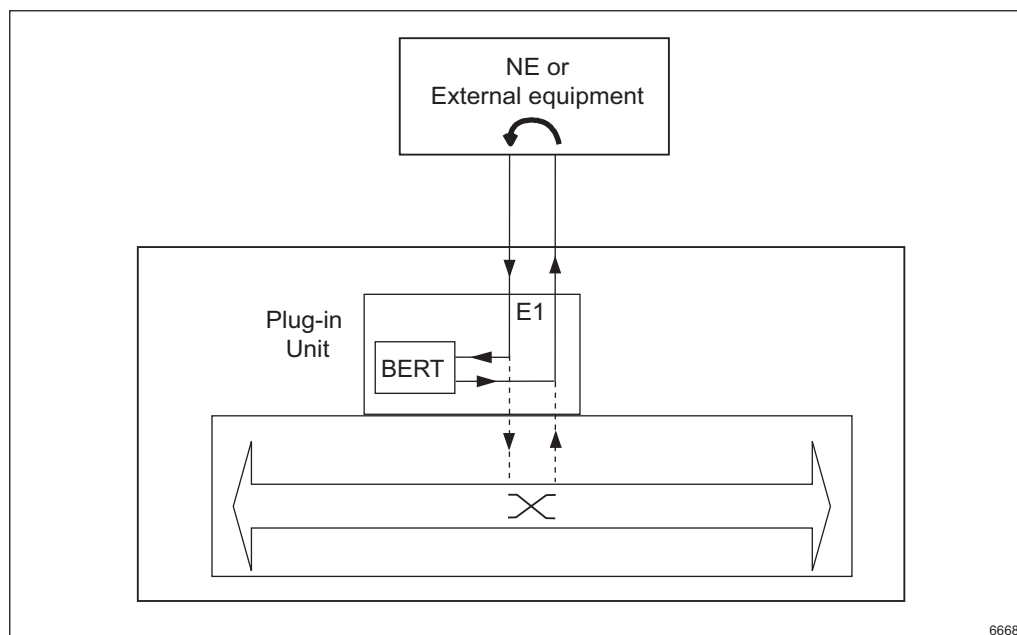 NE or
External equipment
E1
Plug-in
Unit
BERT
6668